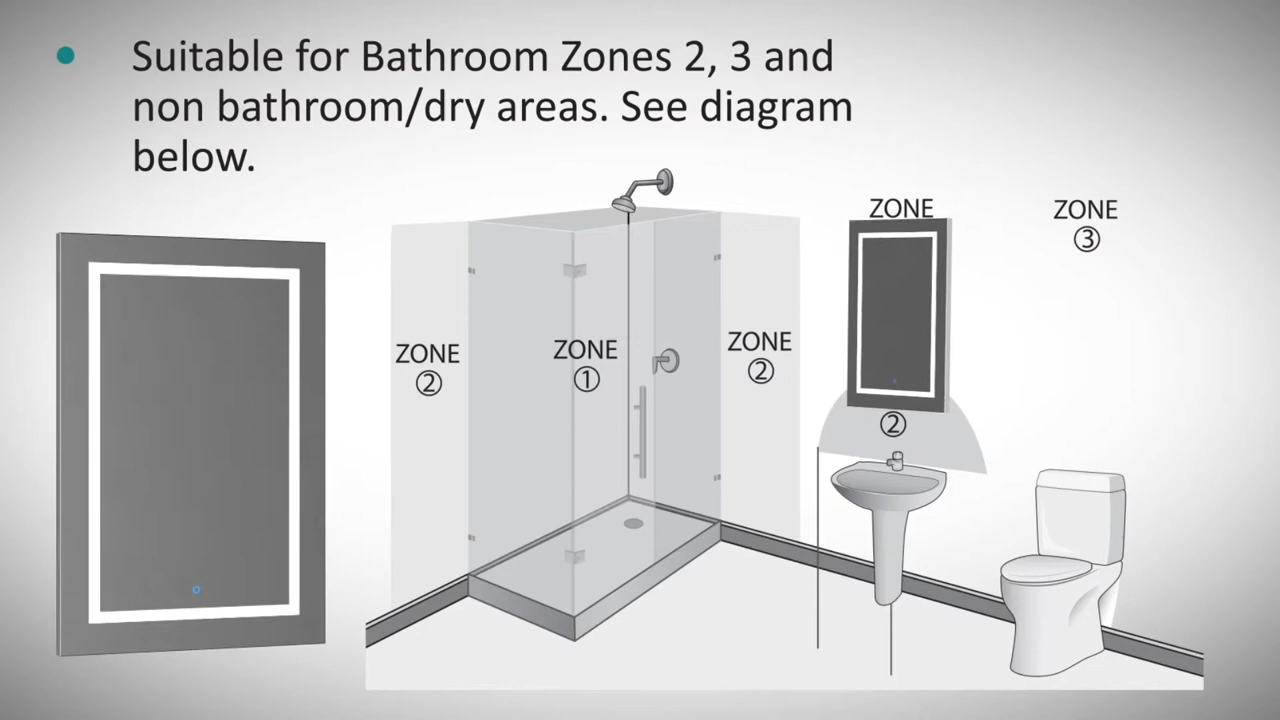 Suitable for Bathroom Zones 2, 3 and
non bathroom/dry areas. See diagram
below.
ZONE
②
ZONE
①
ZONE
②
ZONE
②
ZONE
③